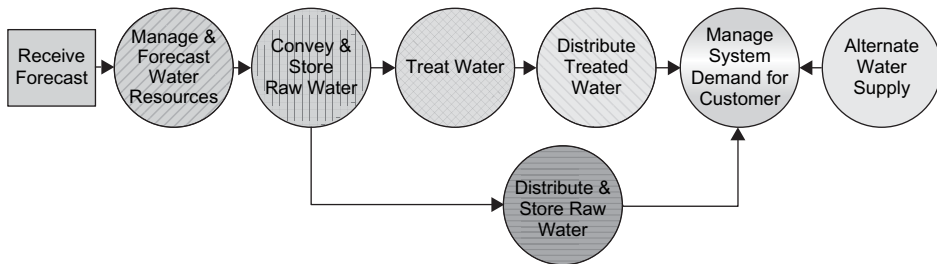 Receive
Forecast
Manage &
Forecast
Water
Resources
Convey &
Store
Raw Water
Treat Water
Distribute
Treated
Water
Manage
System
Demand for
Customer
Alternate
Water
Supply
Distribute &
Store Raw
Water